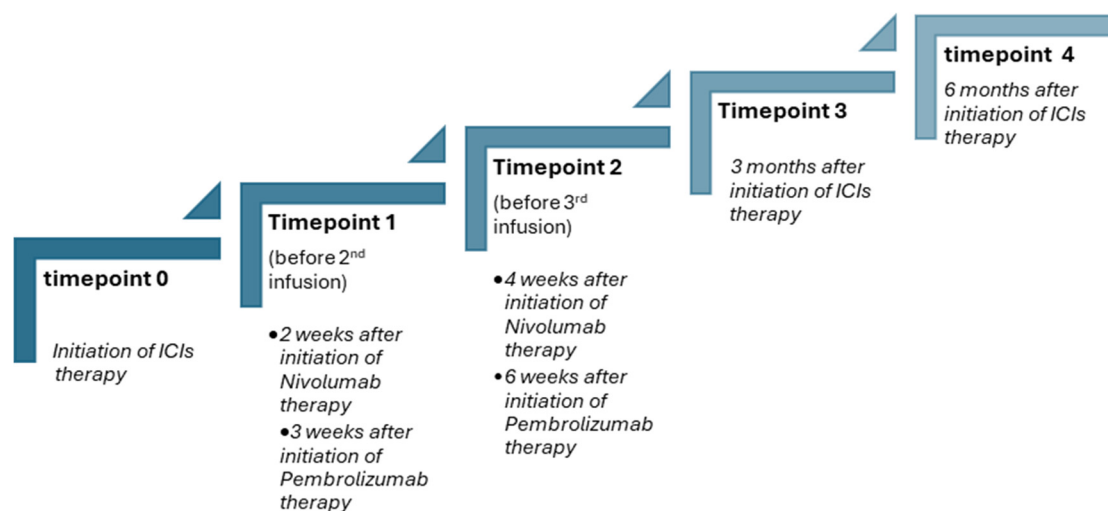 timepoint 0
Initiation of ICIs
therapy
Timepoint 1
(before 2nd
infusion)
•2 weeks after
initiation of
Nivolumab
therapy
•3 weeks after
initiation of
Pembrolizumab
therapy
Timepoint 2
(before 3rd
infusion)
•4 weeks after
initiation of
Nivolumab
therapy
•6 weeks after
initiation of
Pembrolizumab
therapy
Timepoint 3
3 months after
initiation of ICIs
therapy
timepoint 4
6 months after
initiation of ICIs
therapy